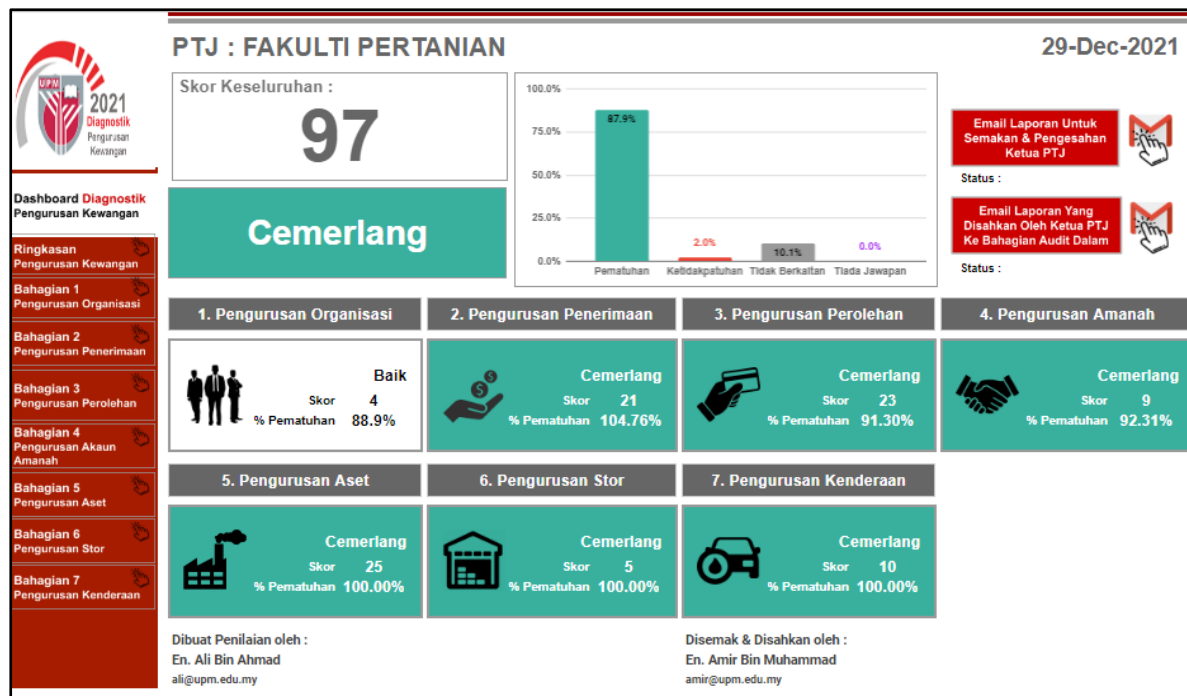 UPM
2021
Diagnostik
Pengurusan
Kewangan
Dashboard Diagnostik
Pengurusan Kewangan
Ringkasan
Pengurusan Kewangan
Bahagian 1
Pengurusan Organisasi
Bahagian 2
Pengurusan Penerimaan
Bahagian 3
Pengurusan Perolehan
Bahagian 4
Pengurusan Akaun
Amanah
Bahagian 5
Pengurusan Aset
Bahagian 6
Pengurusan Stor
Bahagian 7
Pengurusan Kenderaan
PTJ : FAKULTI PERTANIAN
29-Dec-2021
Skor Keseluruhan :
97
Cemerlang
100.0%
75.0%
50.0%
25.0%
0.0%
87.9%
2.0%
10.1%
0.0%
Pematuhan Ketidakpatuhan Tidak Berkaitan Tiada Jawapan
Email Laporan Untuk
Semakan & Pengesahan
Ketua PTJ
Status :
Email Laporan Yang
Disahkan Oleh Ketua PTJ
Ke Bahagian Audit Dalam
Status :
1. Pengurusan Organisasi
Baik
Skor 4
% Pematuhan 88.9%
2. Pengurusan Penerimaan
Cemerlang
Skor 21
% Pematuhan 104.76%
3. Pengurusan Perolehan
Cemerlang
Skor 23
% Pematuhan 91.30%
4. Pengurusan Amanah
Cemerlang
Skor 9
% Pematuhan 92.31%
5. Pengurusan Aset
Cemerlang
Skor 25
% Pematuhan 100.00%
6. Pengurusan Stor
Cemerlang
Skor 5
% Pematuhan 100.00%
7. Pengurusan Kenderaan
Cemerlang
Skor 10
% Pematuhan 100.00%
Dibuat Penilaian oleh :
En. Ali Bin Ahmad
ali@upm.edu.my
Disemak & Disahkan oleh :
En. Amir Bin Muhammad
amir@upm.edu.my